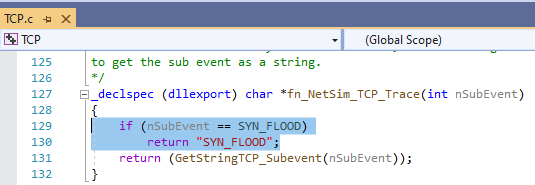 TCP.c
TCP
(Global Scope)
125 to get the sub event as a string.
126 */
127 _declspec (dllexport) char *fn_NetSim_TCP_Trace(int nSubEvent)
128 {
129 if (nSubEvent == SYN_FLOOD)
130 return "SYN_FLOOD";
131 return (GetStringTCP_Subevent(nSubEvent));
132 }